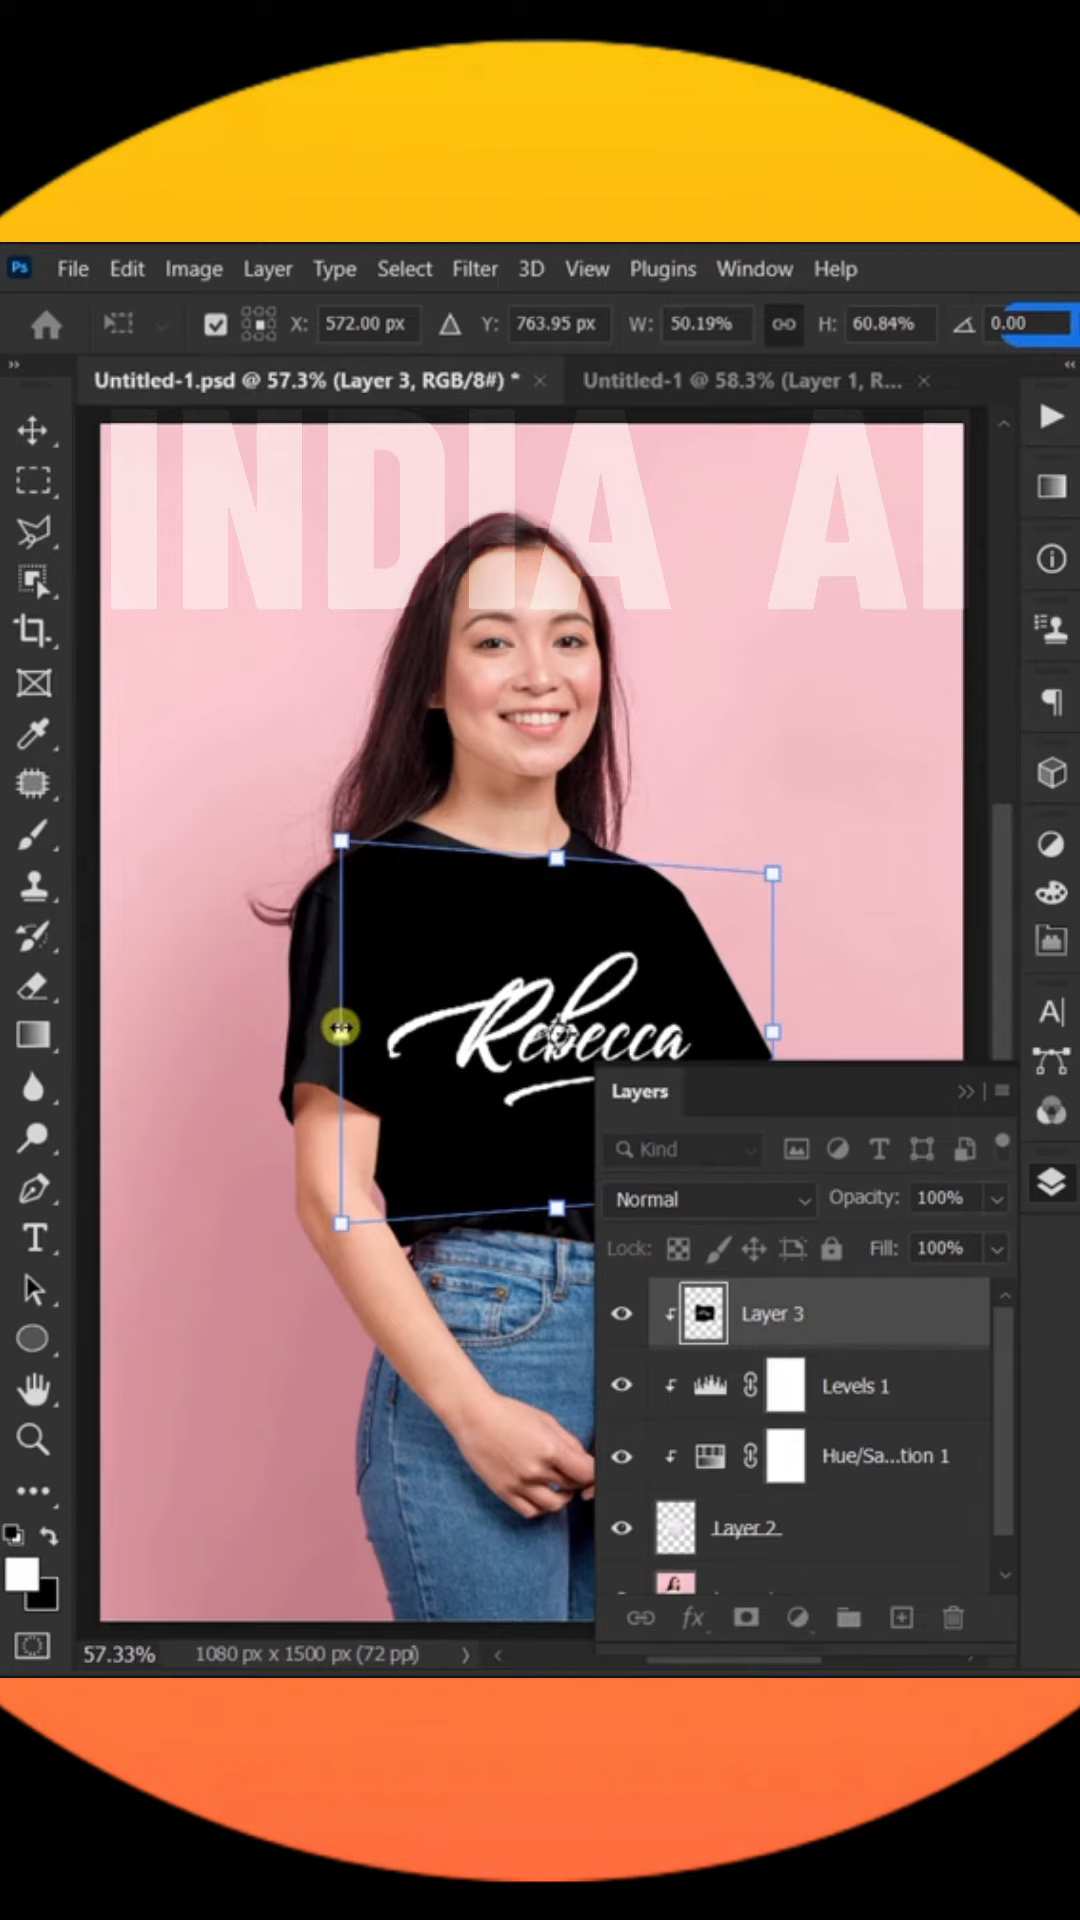 Ps File Edit Image Layer Type Select Filter 3D View Plugins Window Help
X: 572.00 px Y: 763.95 px W: 50.19% H: 60.84% 0.00
Untitled-1.psd @ 57.3% (Layer 3, RGB/8#) * × Untitled-1 @ 58.3% (Layer 1, R... ×
INDIA AI
Rebecca
Layers
Kind
Normal Opacity: 100%
Lock: Fill: 100%
Layer 3
Levels 1
Hue/Sa...tion 1
Layer 2
57.33% 1080 px x 1500 px (72 ppi)